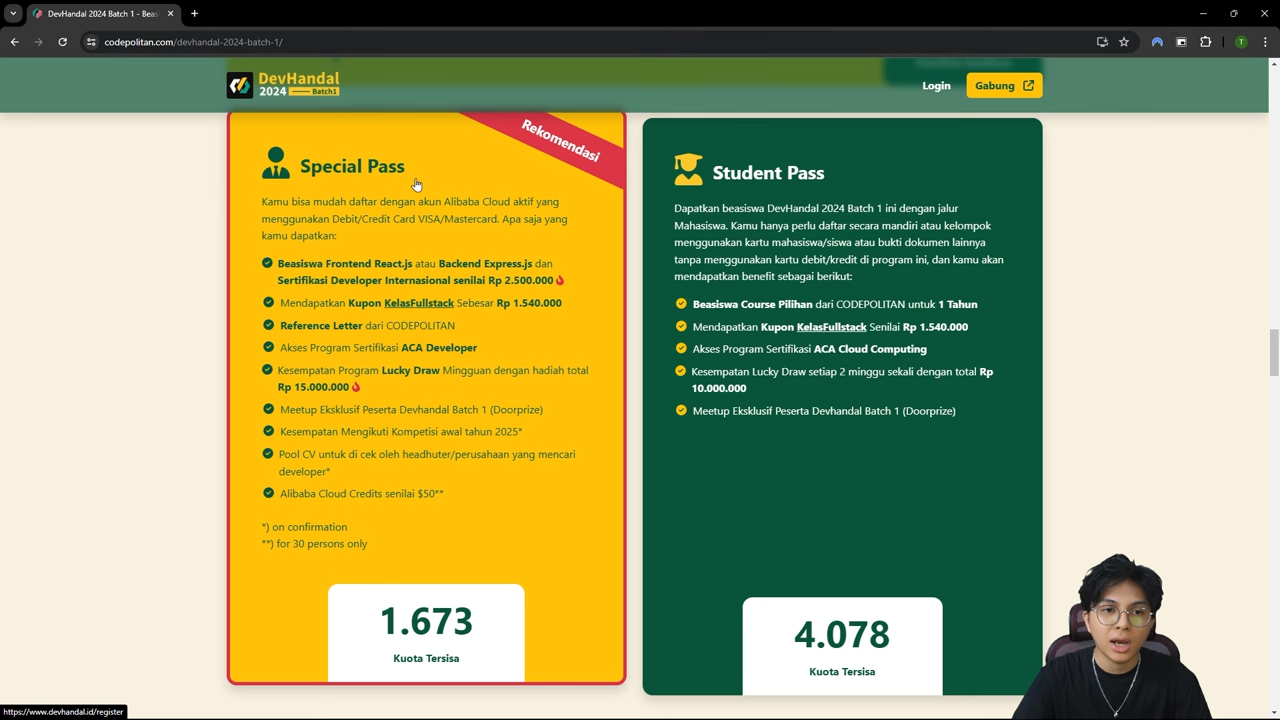 DevHandal 2024 Batch 1 - Beas
codepolitan.com/devhandal-2024-batch-1/
T
DevHandal
2024 Batch1
Login
Gabung
Rekomendasi
Special Pass
Kamu bisa mudah daftar dengan akun Alibaba Cloud aktif yang
menggunakan Debit/Credit Card VISA/Mastercard. Apa saja yang
kamu dapatkan:
Beasiswa Frontend React.js atau Backend Express.js dan
Sertifikasi Developer Internasional senilai Rp 2.500.000
Mendapatkan Kupon KelasFullstack Sebesar Rp 1.540.000
Reference Letter dari CODEPOLITAN
Akses Program Sertifikasi ACA Developer
Kesempatan Program Lucky Draw Mingguan dengan hadiah total
Rp 15.000.000
Meetup Eksklusif Peserta Devhandal Batch 1 (Doorprize)
Kesempatan Mengikuti Kompetisi awal tahun 2025*
Pool CV untuk di cek oleh headhuter/perusahaan yang mencari
developer*
Alibaba Cloud Credits senilai $50**
*) on confirmation
**) for 30 persons only
1.673
Kuota Tersisa
Student Pass
Dapatkan beasiswa DevHandal 2024 Batch 1 ini dengan jalur
Mahasiswa. Kamu hanya perlu daftar secara mandiri atau kelompok
menggunakan kartu mahasiswa/siswa atau bukti dokumen lainnya
tanpa menggunakan kartu debit/kredit di program ini, dan kamu akan
mendapatkan benefit sebagai berikut:
Beasiswa Course Pilihan dari CODEPOLITAN untuk 1 Tahun
Mendapatkan Kupon KelasFullstack Senilai Rp 1.540.000
Akses Program Sertifikasi ACA Cloud Computing
Kesempatan Lucky Draw setiap 2 minggu sekali dengan total Rp
10.000.000
Meetup Eksklusif Peserta Devhandal Batch 1 (Doorprize)
4.078
Kuota Tersisa
https://www.devhandal.id/register